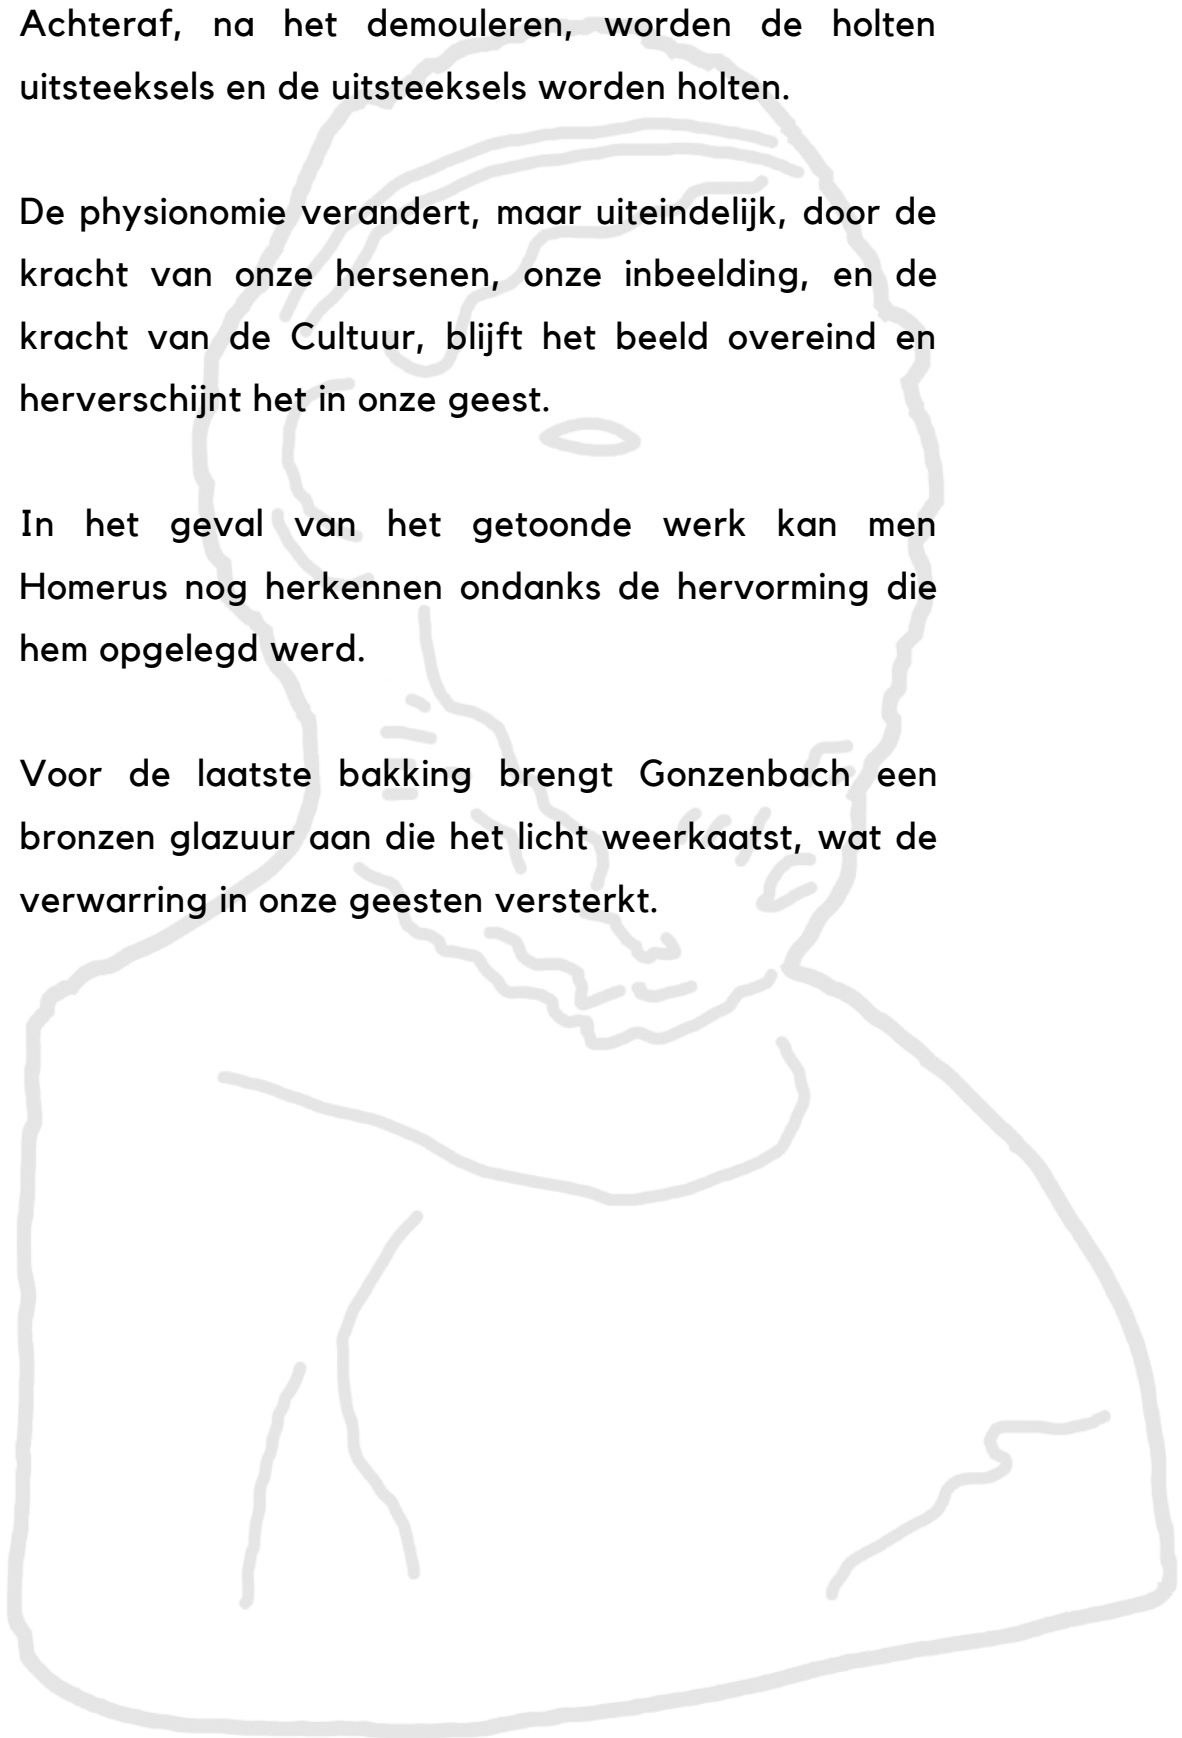 Achteraf, na het demouleren, worden de holten
uitsteeksels en de uitsteeksels worden holten.
De physionomie verandert, maar uiteindelijk, door de
kracht van onze hersenen, onze inbeelding, en de
kracht van de Cultuur, blijft het beeld overeind en
herverschijnt het in onze geest.
In het geval van het getoonde werk kan men
Homerus nog herkennen ondanks de hervorming die
hem opgelegd werd.
Voor de laatste bakking brengt Gonzenbach een
bronzen glazuur aan die het licht weerkaatst, wat de
verwarring in onze geesten versterkt.